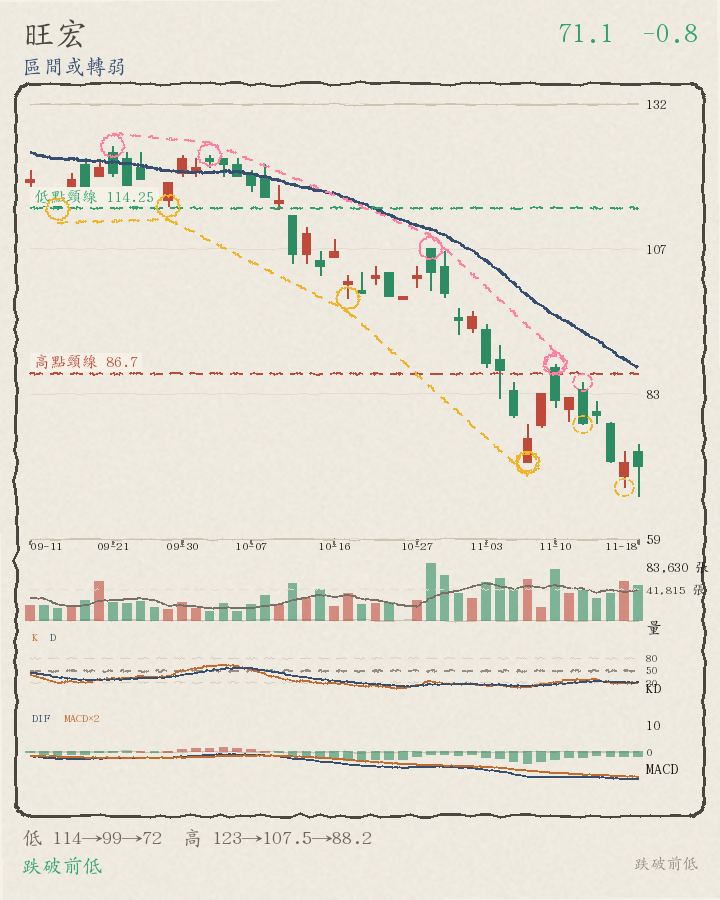 旺宏
71.1 -0.8
區間或轉弱
132
低點頸線 114.25
107
高點頸線 86.7
83
59
09-11 09-21 09-30 10-07 10-16 10-27 11-03 11-10 11-18
83,630 張
41,815 張
量
K D
80
50
20
KD
DIF MACD×2
10
0
MACD
低 114→99→72 高 123→107.5→88.2
跌破前低
跌破前低